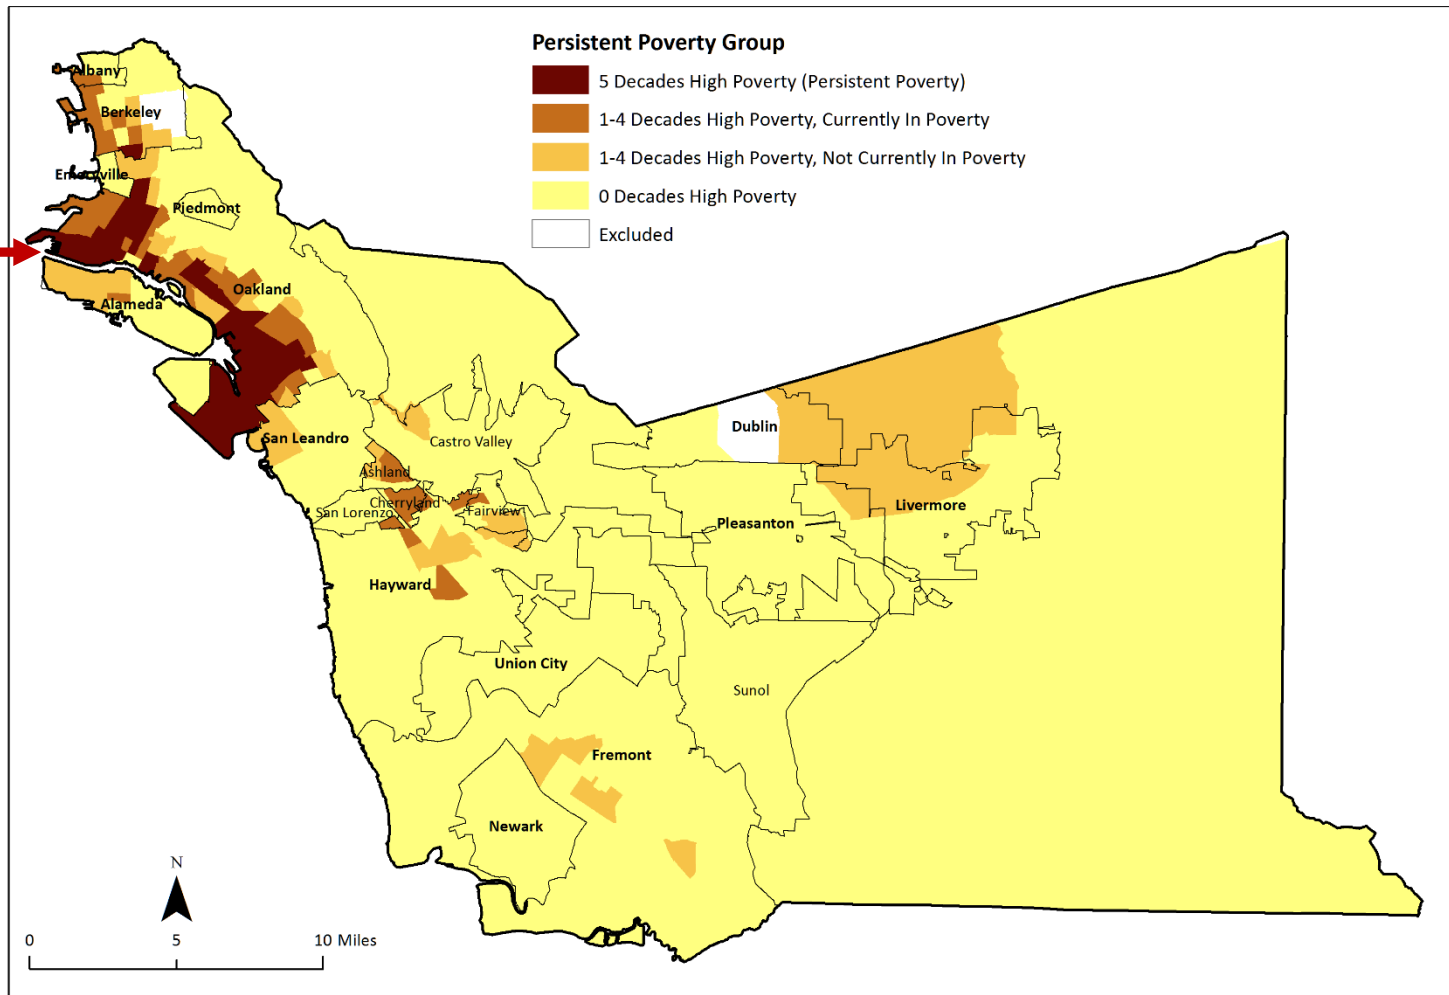 Persistent Poverty Group
5 Decades High Poverty (Persistent Poverty)
1-4 Decades High Poverty, Currently In Poverty
1-4 Decades High Poverty, Not Currently In Poverty
0 Decades High Poverty
Excluded
Albany
Berkeley
Emeryville
Piedmont
Oakland
Alameda
San Leandro
Castro Valley
Dublin
Ashland
Cherryland
San Lorenzo
Fairview
Livermore
Pleasanton
Hayward
Union City
Sunol
Fremont
Newark
N
0 5 10 Miles